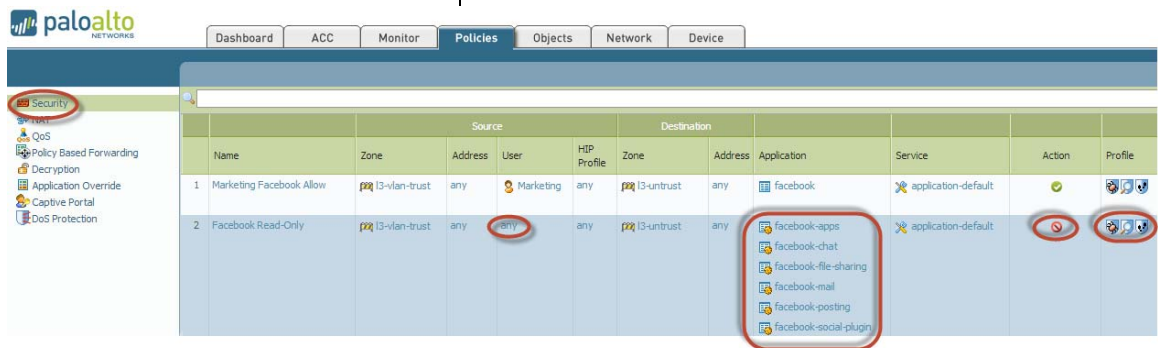 paloalto
NETWORKS
Dashboard ACC Monitor Policies Objects Network Device
Security
NAT
QoS
Policy Based Forwarding
Decryption
Application Override
Captive Portal
DoS Protection
Source Destination
Name Zone Address User HIP Profile Zone Address Application Service Action Profile
1 Marketing Facebook Allow l3-vlan-trust any Marketing any l3-untrust any facebook application-default
2 Facebook Read-Only l3-vlan-trust any any any l3-untrust any facebook-apps application-default
facebook-chat
facebook-file-sharing
facebook-mail
facebook-posting
facebook-social-plugin